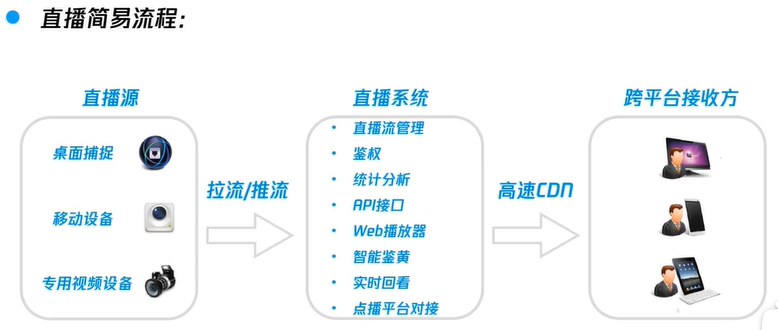 直播简易流程:
直播源
桌面捕捉
移动设备
专用视频设备
拉流/推流
直播系统
直播流管理
鉴权
统计分析
API接口
Web播放器
智能鉴黄
实时回看
点播平台对接
高速CDN
跨平台接收方